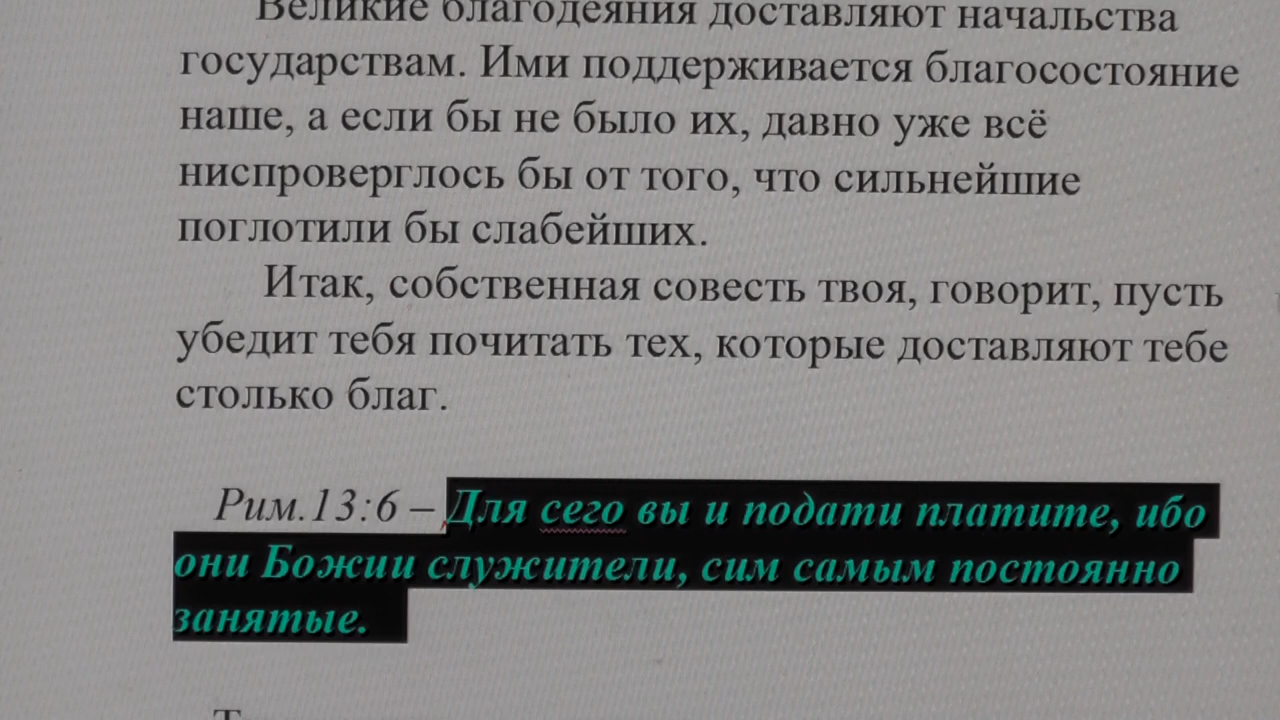 Великие благодеяния доставляют начальства
государствам. Ими поддерживается благосостояние
наше, а если бы не было их, давно уже всё
ниспроверглось бы от того, что сильнейшие
поглотили бы слабейших.
Итак, собственная совесть твоя, говорит, пусть
убедит тебя почитать тех, которые доставляют тебе
столько благ.
Рим.13:6 – Для сего вы и подати платите, ибо
они Божии служители, сим самым постоянно
занятые.